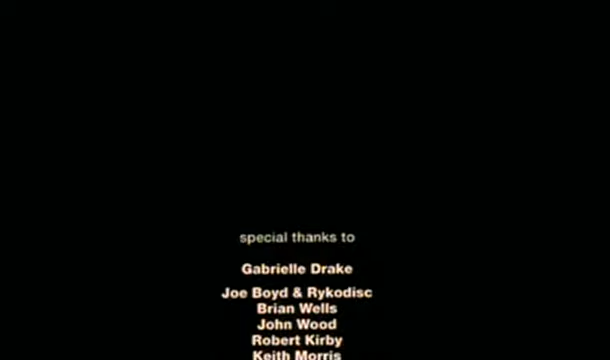 special thanks to
Gabrielle Drake
Joe Boyd & Rykodisc
Brian Wells
John Wood
Robert Kirby
Keith Morris